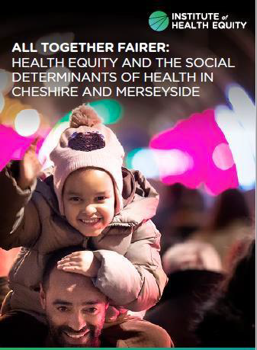 INSTITUTE of
HEALTH EQUITY
ALL TOGETHER FAIRER:
HEALTH EQUITY AND THE SOCIAL
DETERMINANTS OF HEALTH IN
CHESHIRE AND MERSEYSIDE